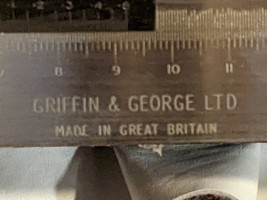 8 9 10 11
GRIFFIN & GEORGE LTD
MADE IN GREAT BRITAIN